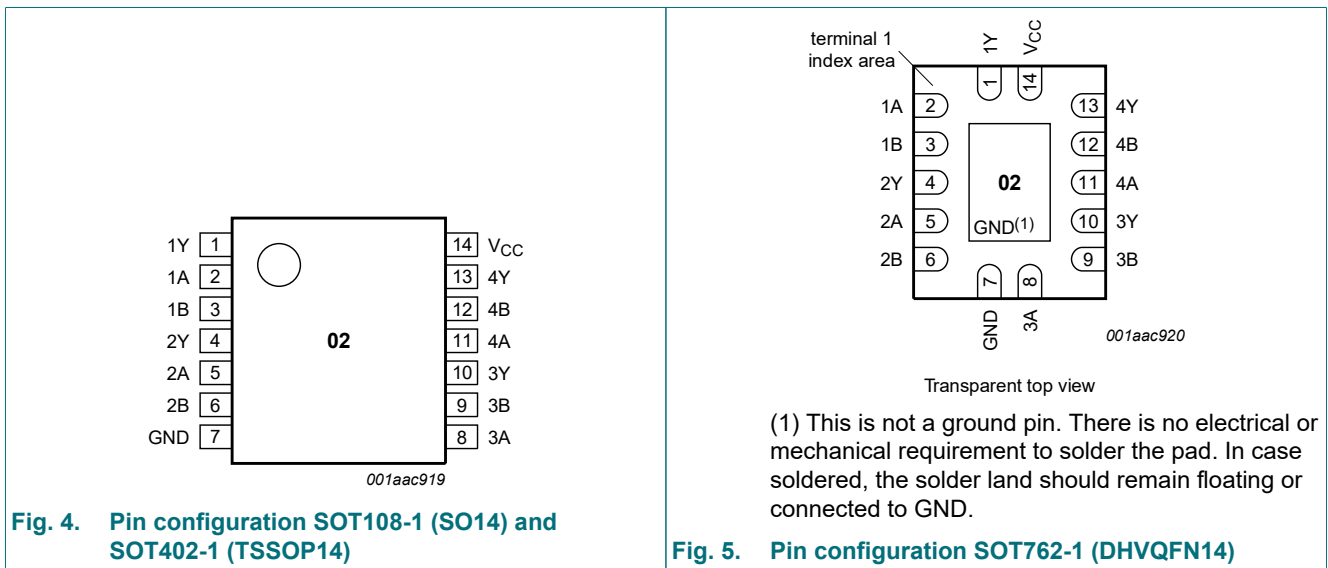 1Y 1
1A 2
1B 3
2Y 4
2A 5
2B 6
GND 7
02
14 VCC
13 4Y
12 4B
11 4A
10 3Y
9 3B
8 3A
001aac919
Fig. 4. Pin configuration SOT108-1 (SO14) and
SOT402-1 (TSSOP14)
terminal 1
index area
1Y
VCC
1
14
1A 2
1B 3
2Y 4
2A 5
2B 6
02
GND(1)
13 4Y
12 4B
11 4A
10 3Y
9 3B
7
8
GND
3A
001aac920
Transparent top view
(1) This is not a ground pin. There is no electrical or
mechanical requirement to solder the pad. In case
soldered, the solder land should remain floating or
connected to GND.
Fig. 5. Pin configuration SOT762-1 (DHVQFN14)